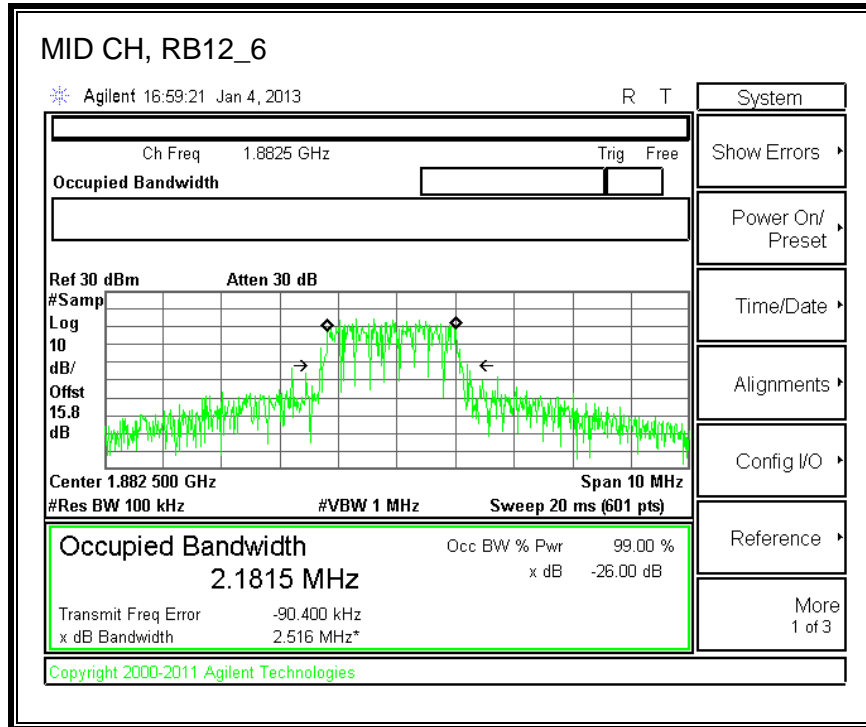 MID CH, RB12_6
Agilent 16:59:21 Jan 4, 2013 R T
Ch Freq 1.8825 GHz Trig Free
Occupied Bandwidth
Ref 30 dBm Atten 30 dB
#Samp
Log
10
dB/
Offst
15.8
dB
Center 1.882 500 GHz Span 10 MHz
#Res BW 100 kHz #VBW 1 MHz Sweep 20 ms (601 pts)
Occupied Bandwidth Occ BW % Pwr 99.00 %
2.1815 MHz x dB -26.00 dB
Transmit Freq Error -90.400 kHz
x dB Bandwidth 2.516 MHz*
Copyright 2000-2011 Agilent Technologies
System
Show Errors
Power On/
Preset
Time/Date
Alignments
Config I/O
Reference
More
1 of 3